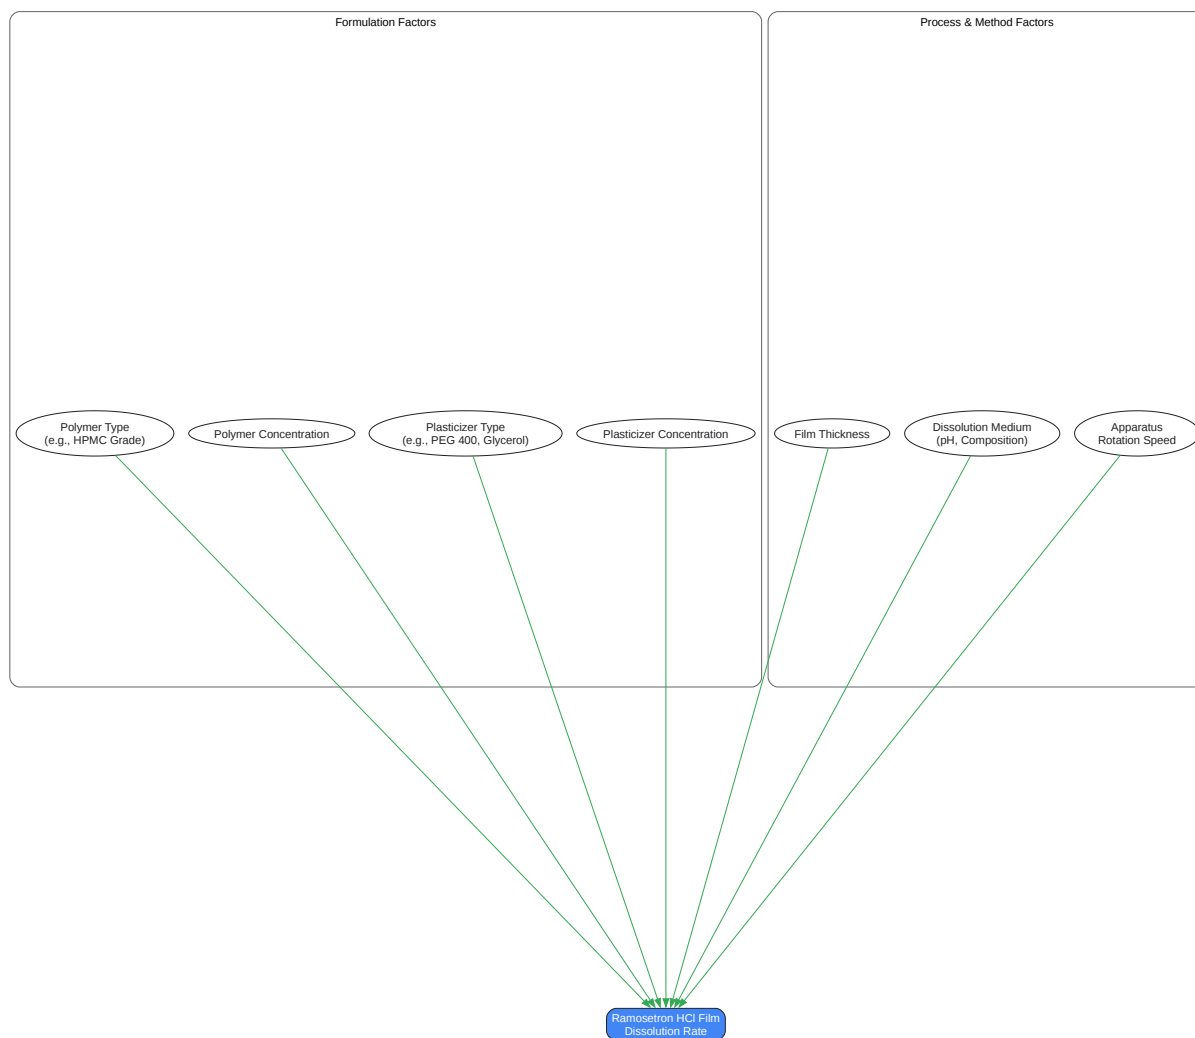 Formulation Factors
Process & Method Factors
Polymer Type
(e.g., HPMC Grade)
Polymer Concentration
Plasticizer Type
(e.g., PEG 400, Glycerol)
Plasticizer Concentration
Film Thickness
Dissolution Medium
(pH, Composition)
Apparatus
Rotation Speed
Ramosetron HCl Film
Dissolution Rate